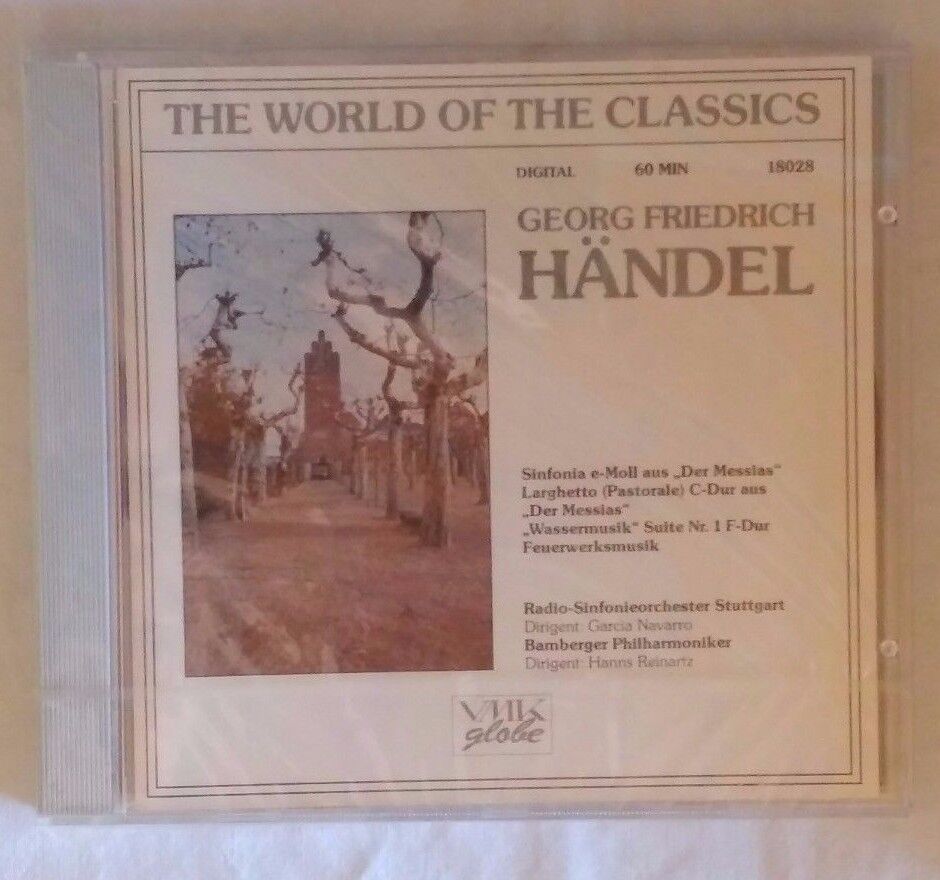 THE WORLD OF THE CLASSICS
DIGITAL 60 MIN 18028
GEORG FRIEDRICH
HÄNDEL
Sinfonia e-Moll aus „Der Messias“
Larghetto (Pastorale) C-Dur aus
„Der Messias“
„Wassermusik“ Suite Nr. 1 F-Dur
Feuerwerksmusik
Radio-Sinfonieorchester Stuttgart
Dirigent: Garcia Navarro
Bamberger Philharmoniker
Dirigent: Hanns Reinartz
VMK
globe